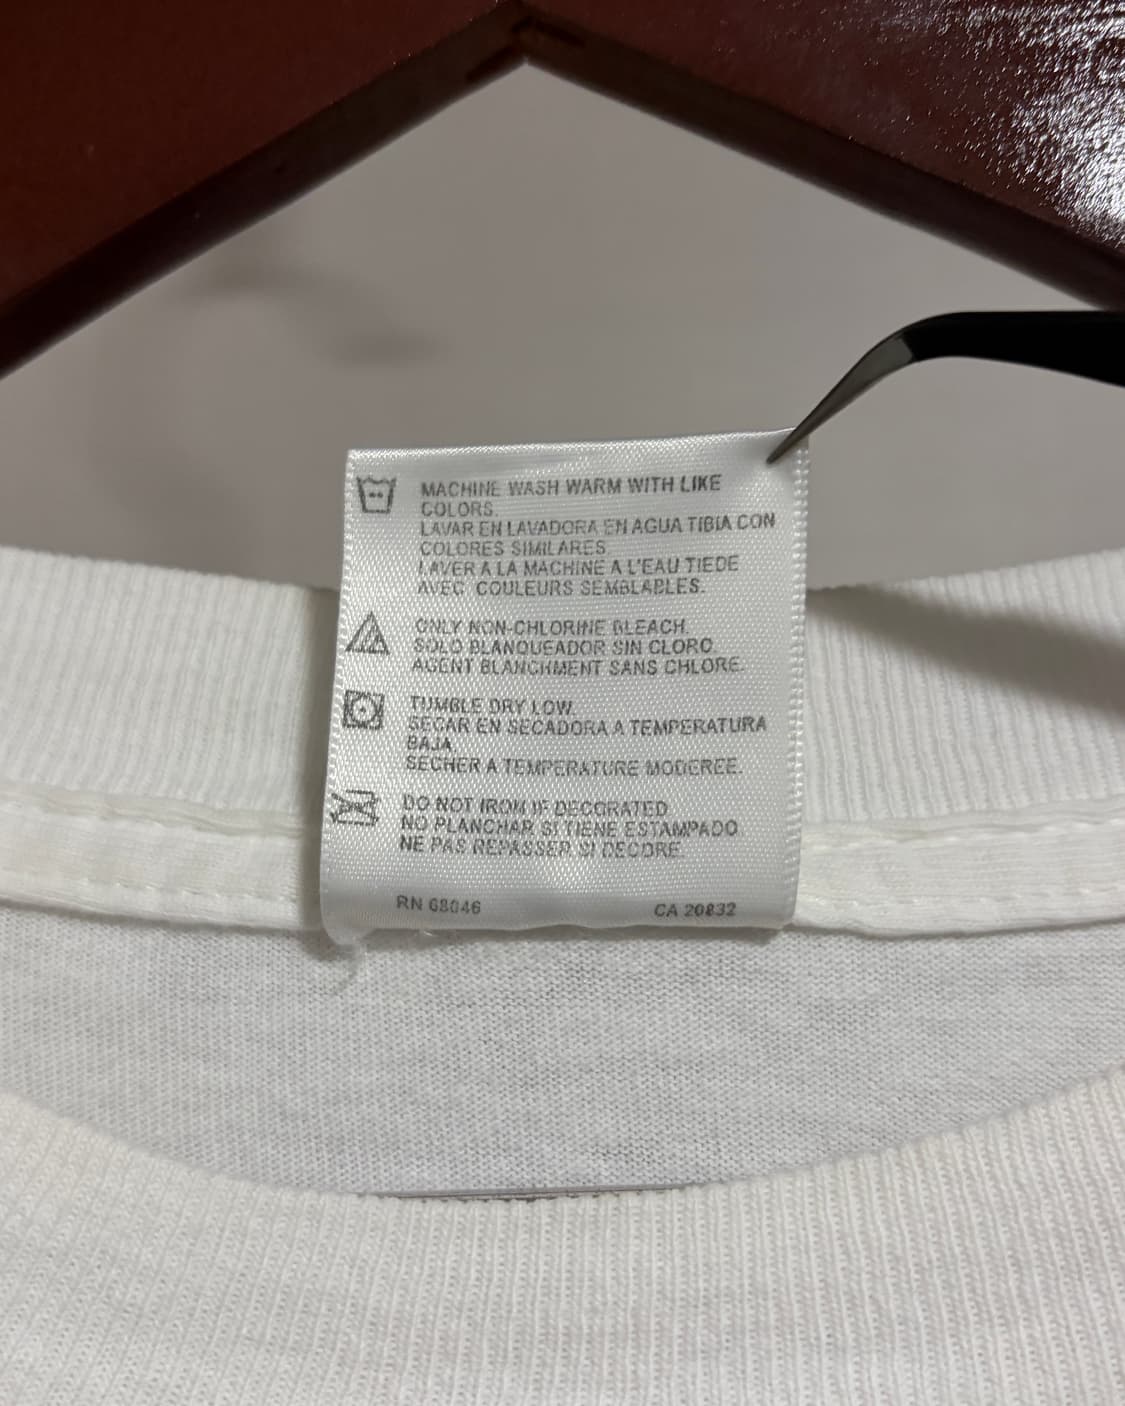 MACHINE WASH WARM WITH LIKE
COLORS.
LAVAR EN LAVADORA EN AGUA TIBIA CON
COLORES SIMILARES.
LAVER A LA MACHINE A L'EAU TIEDE
AVEC COULEURS SEMBLABLES.
ONLY NON-CHLORINE BLEACH.
SOLO BLANQUEADOR SIN CLORO.
AGENT BLANCHMENT SANS CHLORE.
TUMBLE DRY LOW.
SECAR EN SECADORA A TEMPERATURA
BAJA.
SECHER A TEMPERATURE MODEREE.
DO NOT IRON IF DECORATED
NO PLANCHAR SI TIENE ESTAMPADO.
NE PAS REPASSER SI DECORE.
RN 68046 CA 20832